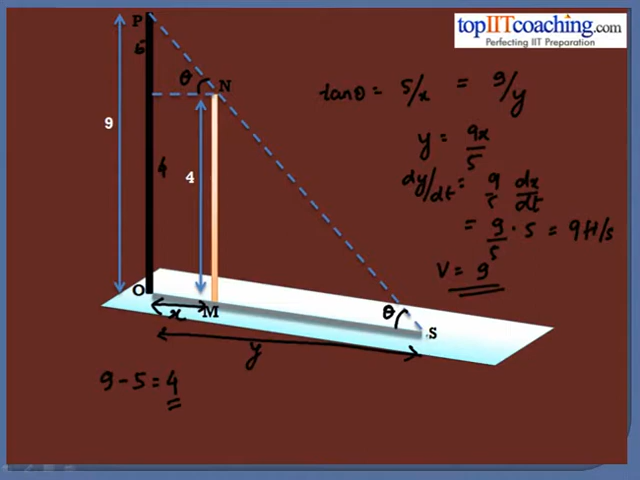 topIITcoaching.com
Perfecting IIT Preparation
P
5
θ
N
tanθ = 5/x = 9/y
9
4
4
y = 9x/5
dy/dt = 9/5 dx/dt
= 9/5 · 5 = 9 ft/s
V = 9
O
x
M
θ
S
y
9 - 5 = 4